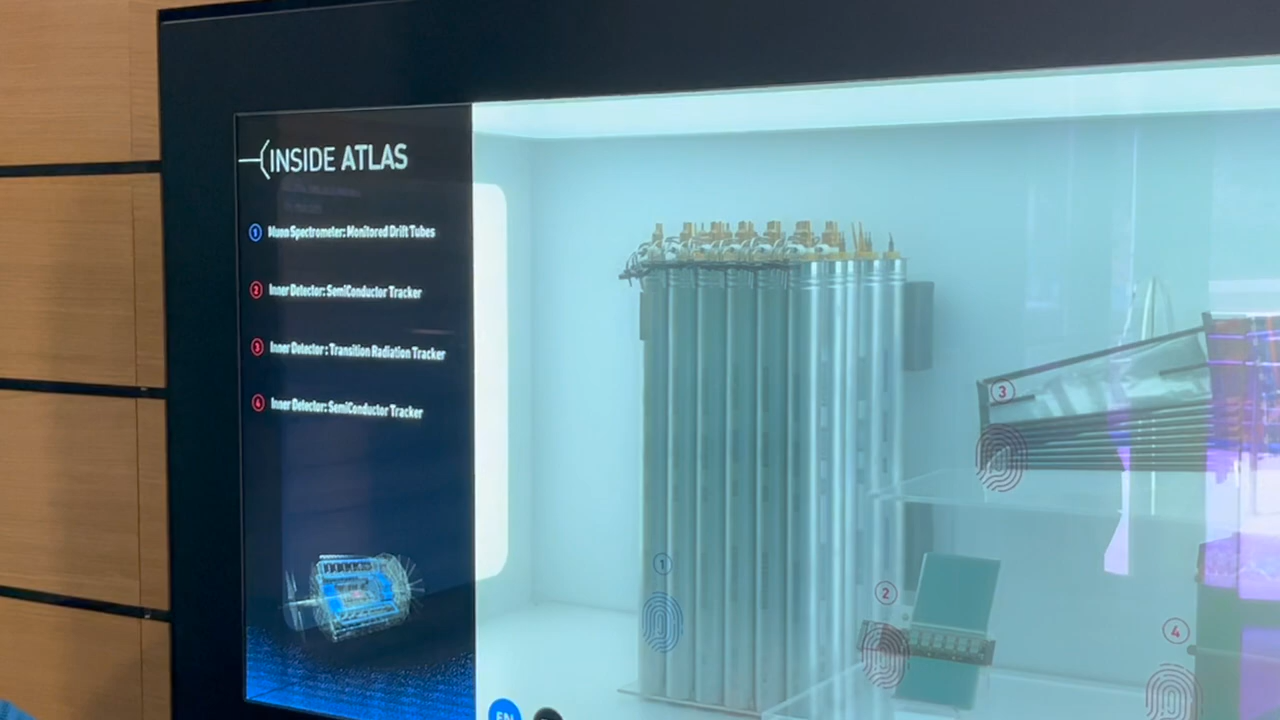 INSIDE ATLAS
1 Muon Spectrometer: Monitored Drift Tubes
2 Inner Detector: SemiConductor Tracker
3 Inner Detector : Transition Radiation Tracker
4 Inner Detector: SemiConductor Tracker
3
1
2
4
EN